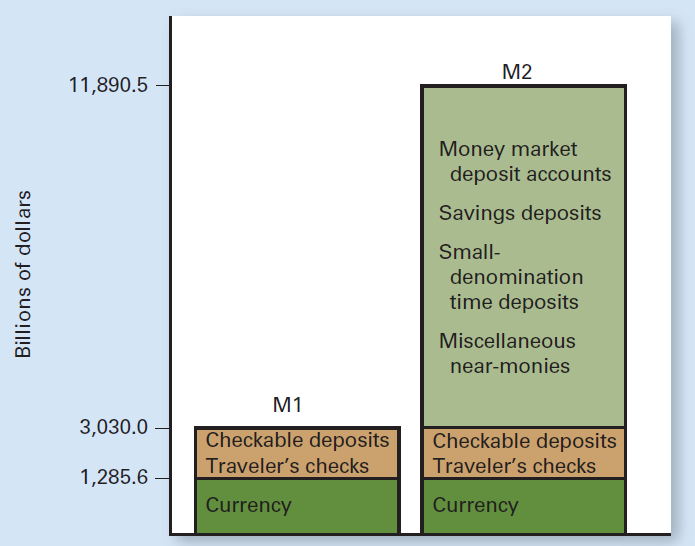 M2
11,890.5
Money market
deposit accounts
Savings deposits
Small-
denomination
time deposits
Miscellaneous
near-monies
Billions of dollars
M1
3,030.0
Checkable deposits
Traveler's checks
Checkable deposits
Traveler's checks
1,285.6
Currency
Currency